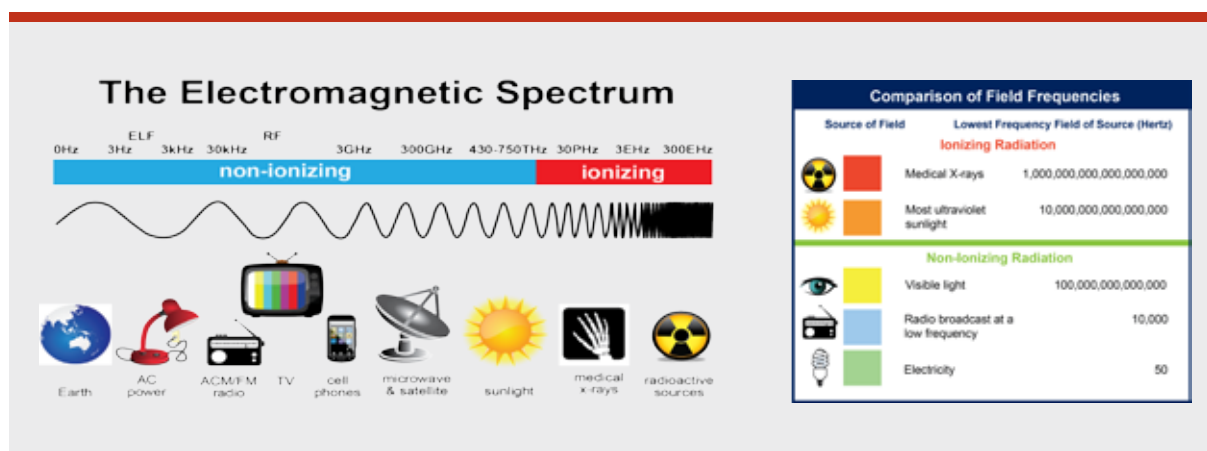 The Electromagnetic Spectrum
ELF RF
0Hz 3Hz 3kHz 30kHz 3GHz 300GHz 430-750THz 30PHz 3EHz 300EHz
non-ionizing ionizing
Earth
AC
power
ACM/FM
radio
TV
cell
phones
microwave
& satellite
sunlight
medical
x-rays
radioactive
sources
Comparison of Field Frequencies
Source of Field Lowest Frequency Field of Source (Hertz)
Ionizing Radiation
Medical X-rays 1,000,000,000,000,000,000
Most ultraviolet 10,000,000,000,000,000
sunlight
Non-Ionizing Radiation
Visible light 100,000,000,000,000
Radio broadcast at a 10,000
low frequency
Electricity 50